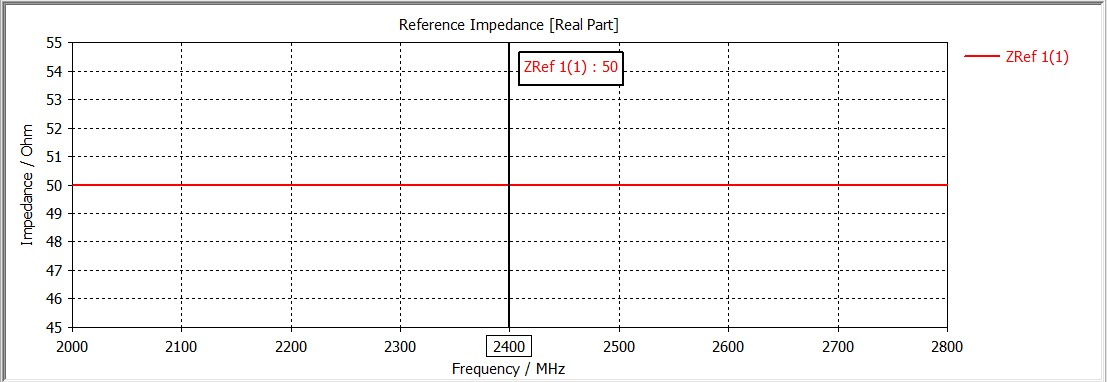 Reference Impedance [Real Part]
55
54
53
52
51
50
49
48
47
46
45
Impedance / Ohm
ZRef 1(1) : 50
ZRef 1(1)
2000 2100 2200 2300 2400 2500 2600 2700 2800
Frequency / MHz